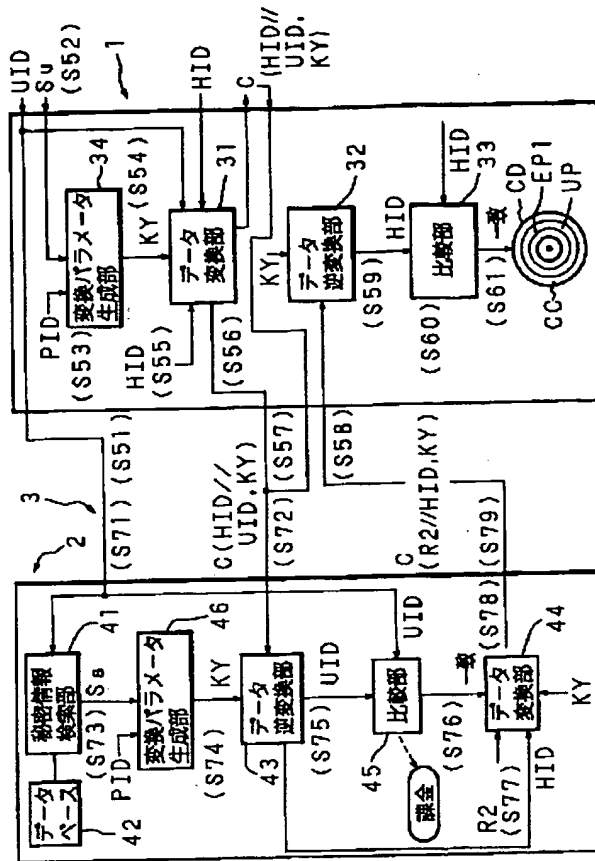 2
データ
ベース
42
秘密情報
検索部
41
(S73)
Ss
PID
変換パラメータ
生成部
46
KY
(S74)
データ
逆変換部
43
UID
(S75)
比較部
45
UID
課金
一致
(S76)
R2
(S77)
データ
変換部
44
KY
HID
3
(S71)
(S51)
C(HID//
UID,KY)
(S72)
(S57)
(S78)
(S79)
C
(R2//HID,KY)
(S58)
1
UID
Su
(S52)
PID
(S53)
変換パラメータ
生成部
34
KY
(S54)
HID
(S55)
データ
変換部
31
HID
(S56)
C
(HID//
UID,
KY)
KY
データ
逆変換部
32
HID
(S59)
HID
比較部
33
(S60)
一致
(S61)
CD
EP1
UP
CC